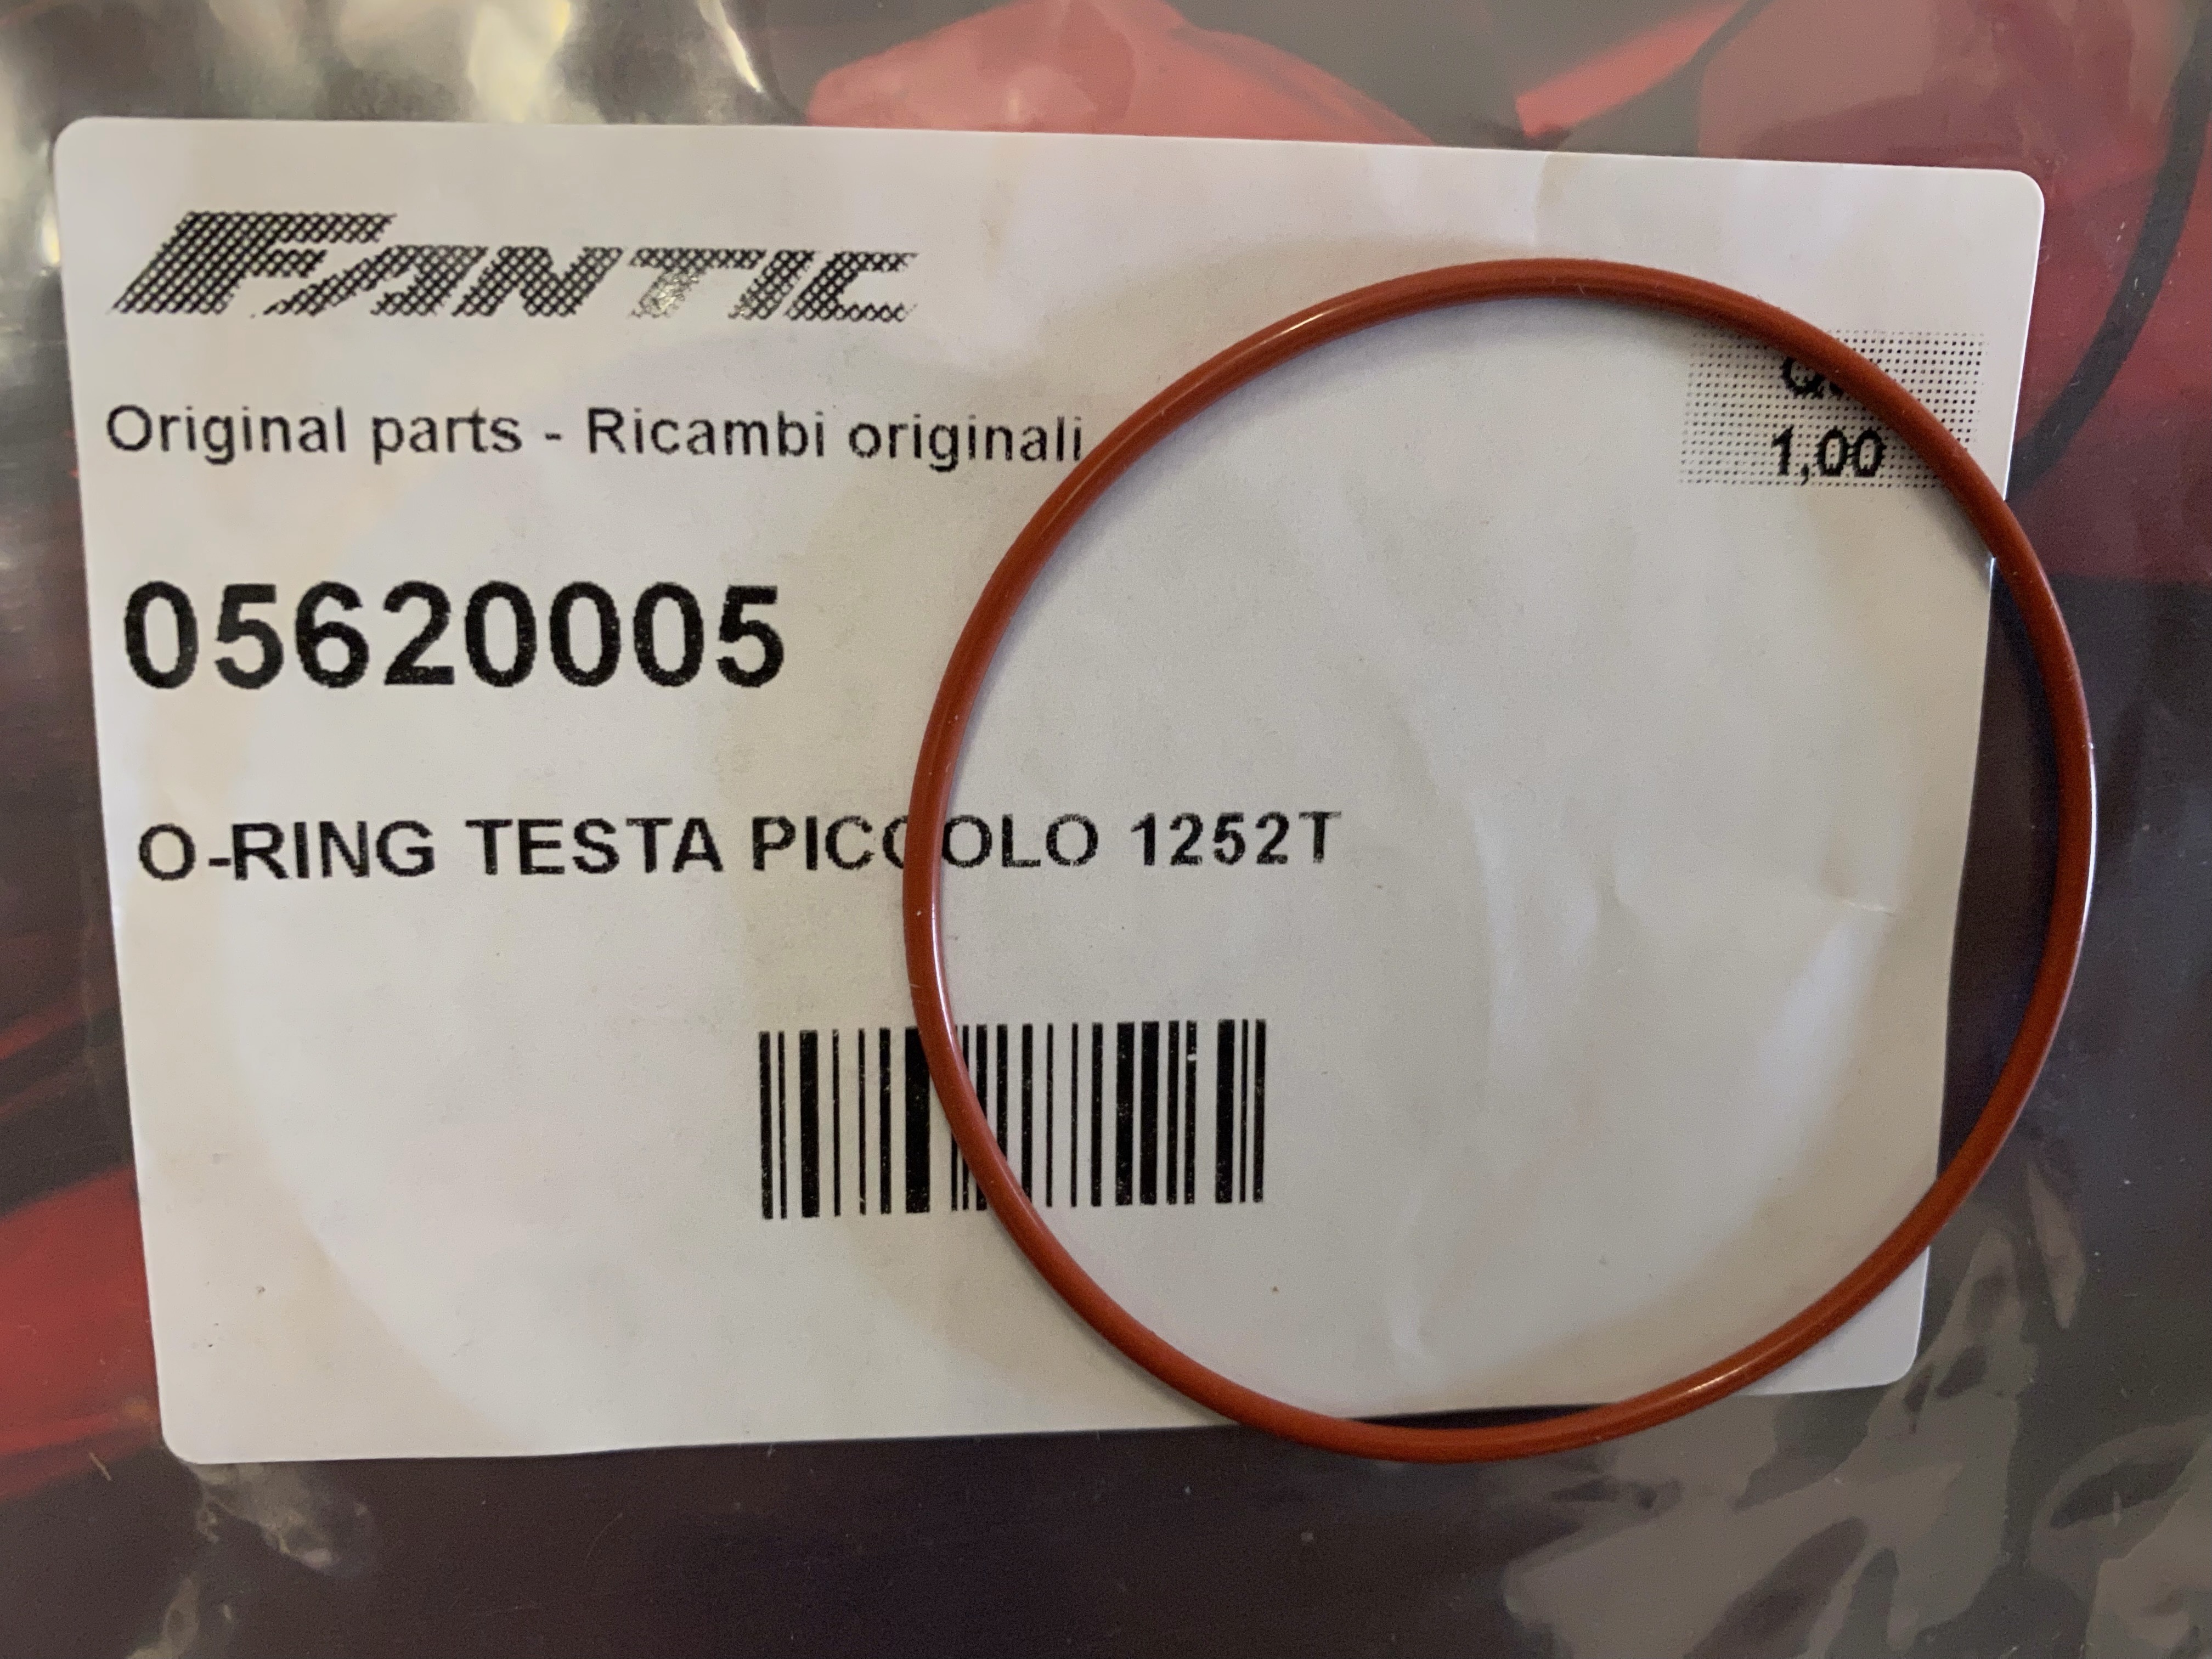 FANTIC
Original parts - Ricambi originali
1,00
05620005
O-RING TESTA PICCOLO 1252T